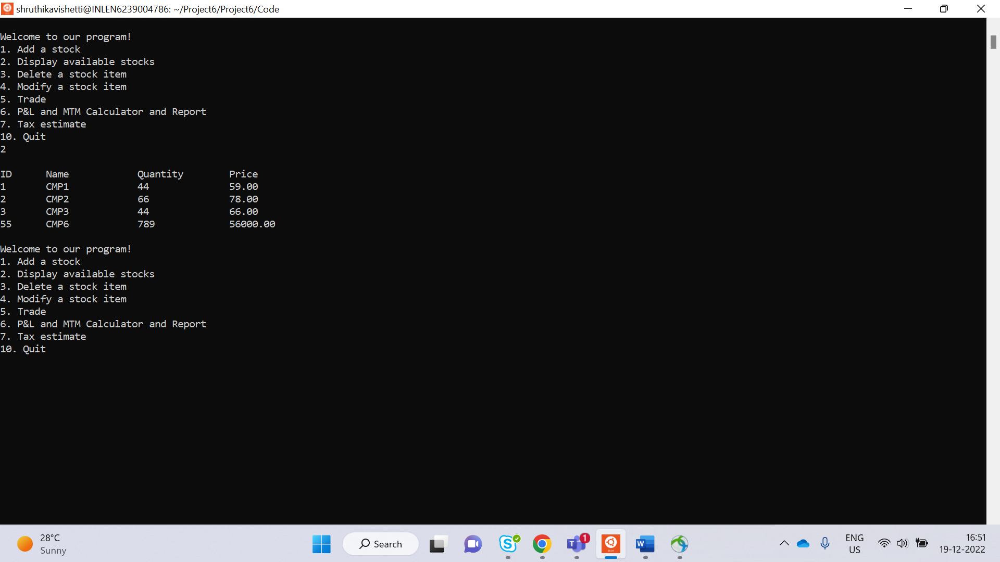 shruthikavishetti@INLEN6239004786: ~/Project6/Project6/Code
Welcome to our program!
1. Add a stock
2. Display available stocks
3. Delete a stock item
4. Modify a stock item
5. Trade
6. P&L and MTM Calculator and Report
7. Tax estimate
10. Quit
2
ID Name Quantity Price
1 CMP1 44 59.00
2 CMP2 66 78.00
3 CMP3 44 66.00
55 CMP6 789 56000.00
Welcome to our program!
1. Add a stock
2. Display available stocks
3. Delete a stock item
4. Modify a stock item
5. Trade
6. P&L and MTM Calculator and Report
7. Tax estimate
10. Quit
28°C
Sunny
Search
1
ENG
US
16:51
19-12-2022